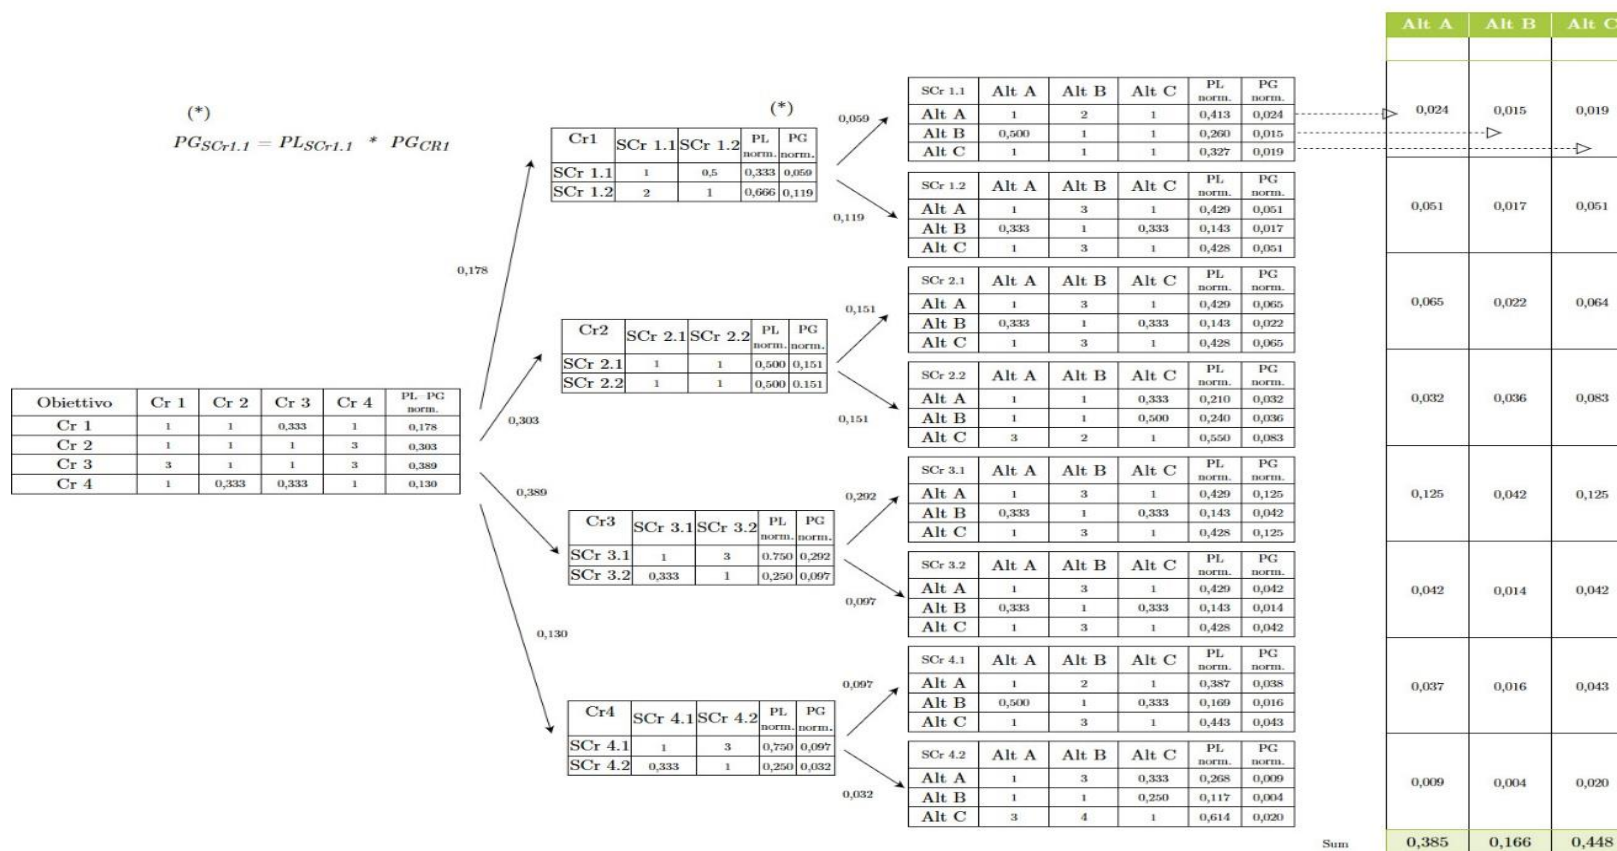 (*)
PG_SCr1.1 = PL_SCr1.1 * PG_CR1
Obiettivo Cr 1 Cr 2 Cr 3 Cr 4 PL–PG norm.
Cr 1 1 1 0,333 1 0,178
Cr 2 1 1 1 3 0,303
Cr 3 3 1 1 3 0,389
Cr 4 1 0,333 0,333 1 0,130
0,178
0,303
0,389
0,130
(*)
Cr1 SCr 1.1 SCr 1.2 PL norm. PG norm.
SCr 1.1 1 0,5 0,333 0,059
SCr 1.2 2 1 0,666 0,119
Cr2 SCr 2.1 SCr 2.2 PL norm. PG norm.
SCr 2.1 1 1 0,500 0,151
SCr 2.2 1 1 0,500 0.151
Cr3 SCr 3.1 SCr 3.2 PL norm. PG norm.
SCr 3.1 1 3 0.750 0,292
SCr 3.2 0,333 1 0,250 0,097
Cr4 SCr 4.1 SCr 4.2 PL norm. PG norm.
SCr 4.1 1 3 0,750 0,097
SCr 4.2 0,333 1 0,250 0,032
0,059
0,119
0,151
0,151
0,292
0,097
0,097
0,032
SCr 1.1 Alt A Alt B Alt C PL norm. PG norm.
Alt A 1 2 1 0,413 0,024
Alt B 0,500 1 1 0,260 0,015
Alt C 1 1 1 0,327 0,019
SCr 1.2 Alt A Alt B Alt C PL norm. PG norm.
Alt A 1 3 1 0,429 0,051
Alt B 0,333 1 0,333 0,143 0,017
Alt C 1 3 1 0,428 0,051
SCr 2.1 Alt A Alt B Alt C PL norm. PG norm.
Alt A 1 3 1 0,429 0,065
Alt B 0,333 1 0,333 0,143 0,022
Alt C 1 3 1 0,428 0,065
SCr 2.2 Alt A Alt B Alt C PL norm. PG norm.
Alt A 1 1 0,333 0,210 0,032
Alt B 1 1 0,500 0,240 0,036
Alt C 3 2 1 0,550 0,083
SCr 3.1 Alt A Alt B Alt C PL norm. PG norm.
Alt A 1 3 1 0,429 0,125
Alt B 0,333 1 0,333 0,143 0,042
Alt C 1 3 1 0,428 0,125
SCr 3.2 Alt A Alt B Alt C PL norm. PG norm.
Alt A 1 3 1 0,429 0,042
Alt B 0,333 1 0,333 0,143 0,014
Alt C 1 3 1 0,428 0,042
SCr 4.1 Alt A Alt B Alt C PL norm. PG norm.
Alt A 1 2 1 0,387 0,038
Alt B 0,500 1 0,333 0,169 0,016
Alt C 1 3 1 0,443 0,043
SCr 4.2 Alt A Alt B Alt C PL norm. PG norm.
Alt A 1 3 0,333 0,268 0,009
Alt B 1 1 0,250 0,117 0,004
Alt C 3 4 1 0,614 0,020
Alt A Alt B Alt C
0,024 0,015 0,019
0,051 0,017 0,051
0,065 0,022 0,064
0,032 0,036 0,083
0,125 0,042 0,125
0,042 0,014 0,042
0,037 0,016 0,043
0,009 0,004 0,020
Sum 0,385 0,166 0,448